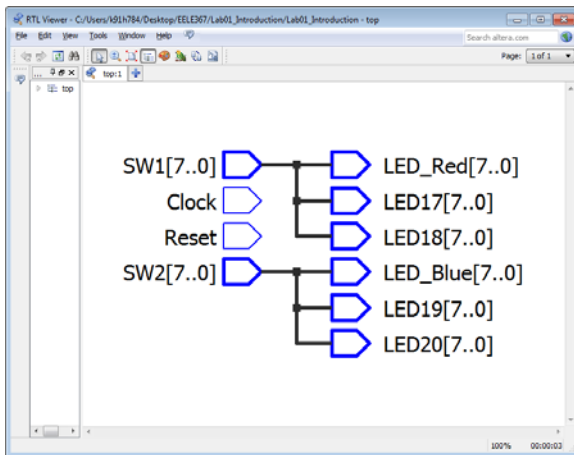 RTL Viewer - C:/Users/k91h784/Desktop/EELE367/Lab01_Introduction/Lab01_Introduction - top
File Edit View Tools Window Help
Search altera.com
Page: 1 of 1
... top:1
top
SW1[7..0] LED_Red[7..0]
Clock LED17[7..0]
Reset LED18[7..0]
SW2[7..0] LED_Blue[7..0]
LED19[7..0]
LED20[7..0]
100% 00:00:03